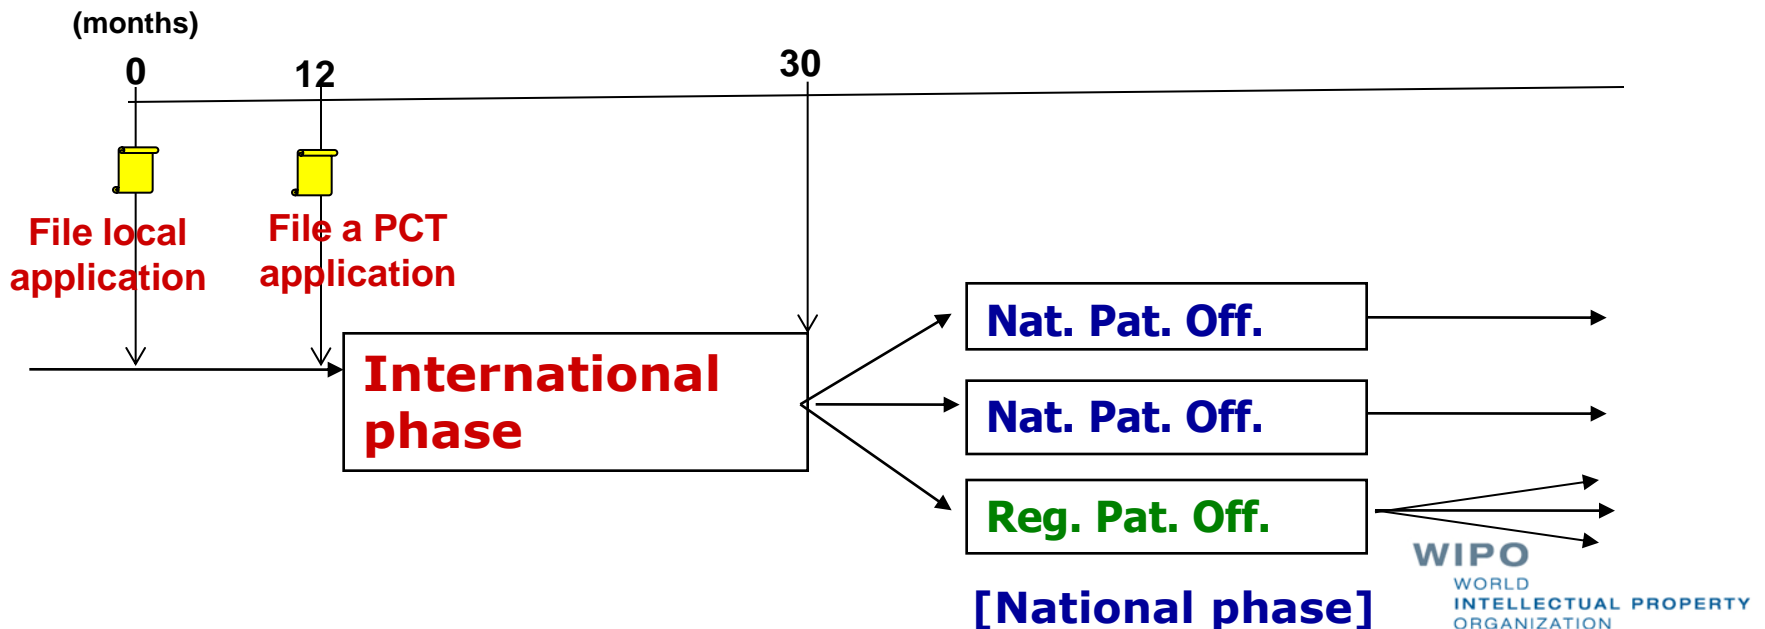 (months)
0
12
30
File local
application
File a PCT
application
International
phase
Nat. Pat. Off.
Nat. Pat. Off.
Reg. Pat. Off.
[National phase]
WIPO
WORLD
INTELLECTUAL PROPERTY
ORGANIZATION